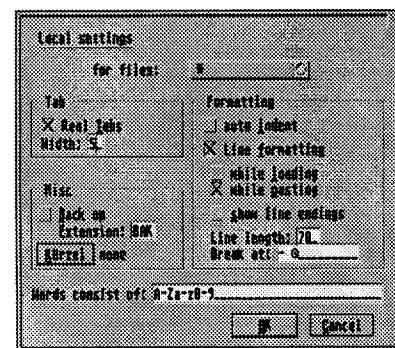 Local settings
for files: *
Tab
X Real Tabs
Width: 5
Formatting
auto indent
X Line formatting
while loading
X while pasting
show line endings
Line length: 70
Break at: -
Misc
Back up
Extension: BAK
Kürzel none
Words consist of: A-Za-z0-9
OK Cancel